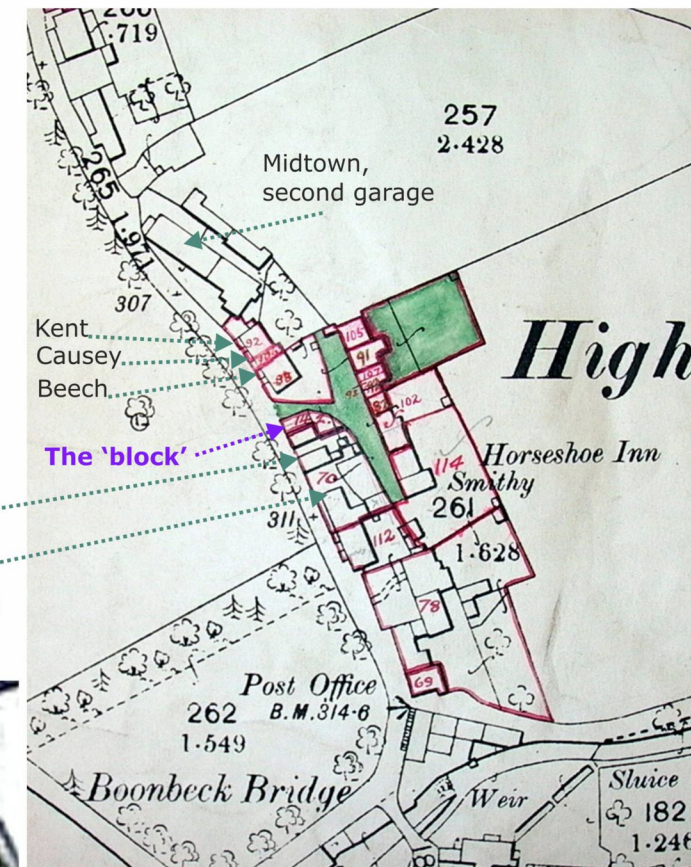 .719
257
2.428
Midtown,
second garage
265
1.971
307
Kent
Causey
Beech
92
88
105
91
102
High
The 'block'
Horseshoe Inn
Smithy
114
261
1.628
70
311
112
78
69
Post Office
B.M.314.6
262
1.549
Boonbeck Bridge
Weir
Sluice
182
1.246